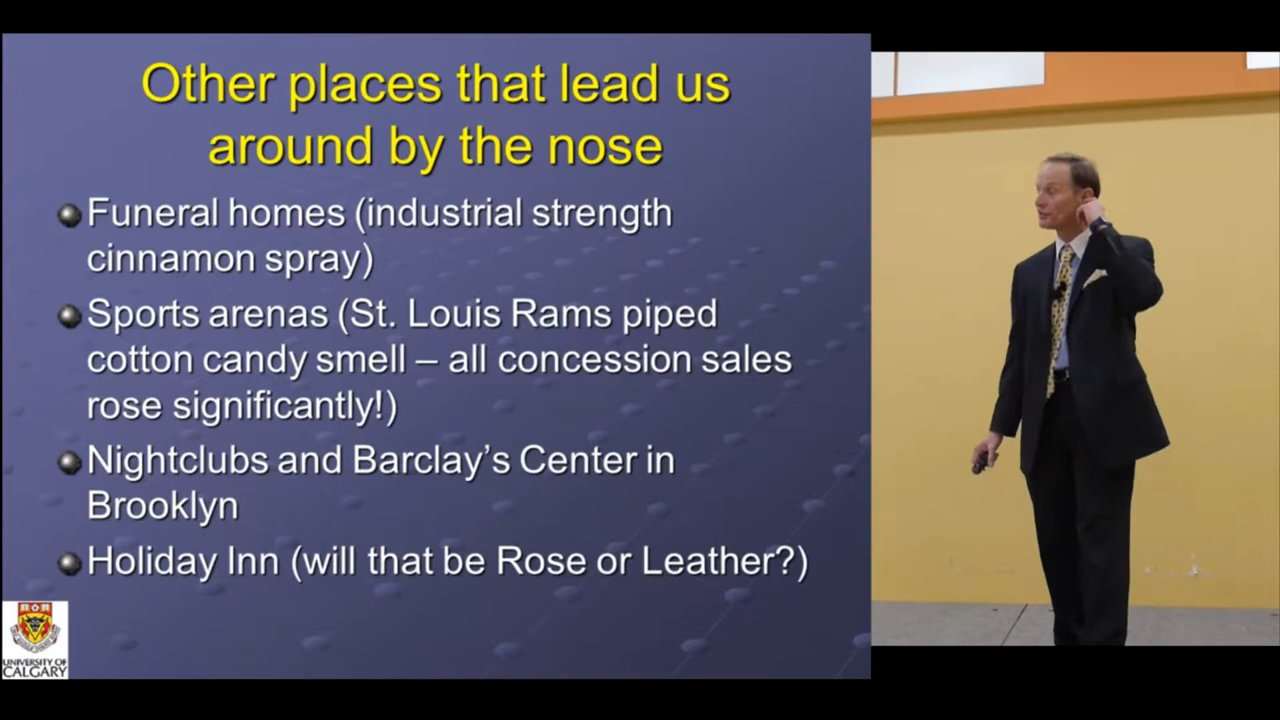 Other places that lead us
around by the nose
Funeral homes (industrial strength
cinnamon spray)
Sports arenas (St. Louis Rams piped
cotton candy smell – all concession sales
rose significantly!)
Nightclubs and Barclay’s Center in
Brooklyn
Holiday Inn (will that be Rose or Leather?)
UNIVERSITY OF
CALGARY